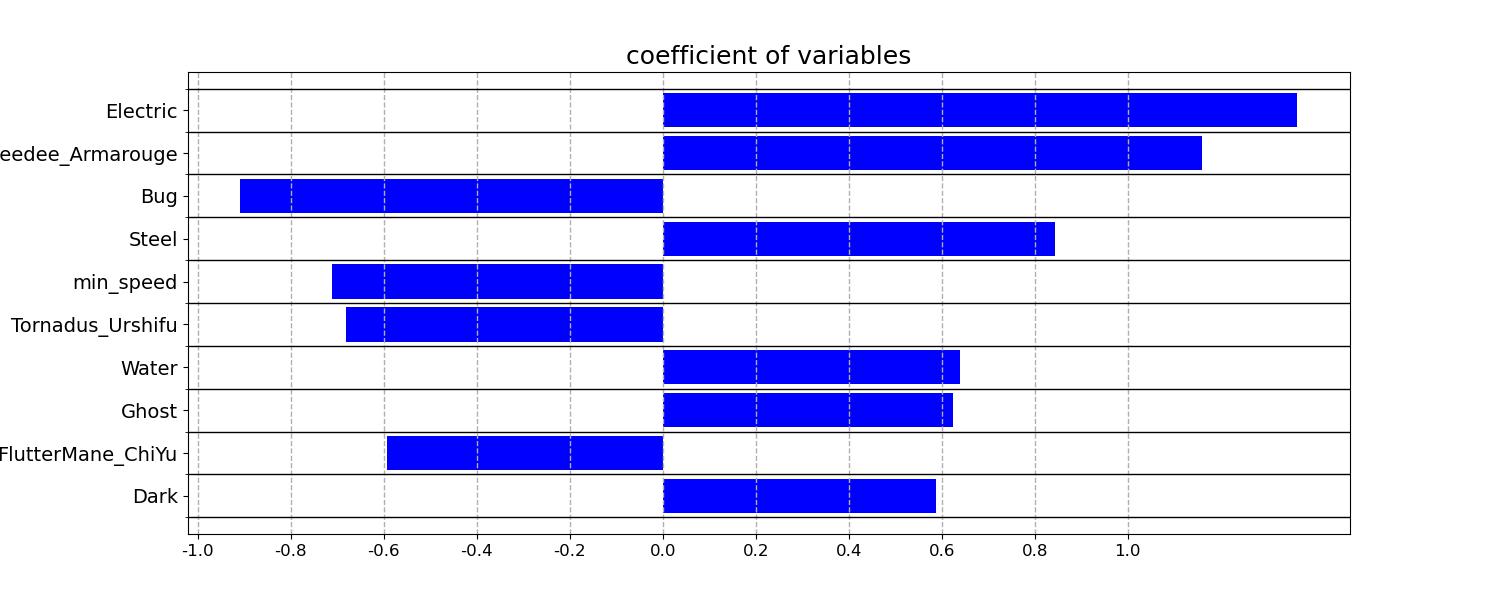 coefficient of variables
Electric
eedee_Armarouge
Bug
Steel
min_speed
Tornadus_Urshifu
Water
Ghost
FlutterMane_ChiYu
Dark
-1.0 -0.8 -0.6 -0.4 -0.2 0.0 0.2 0.4 0.6 0.8 1.0